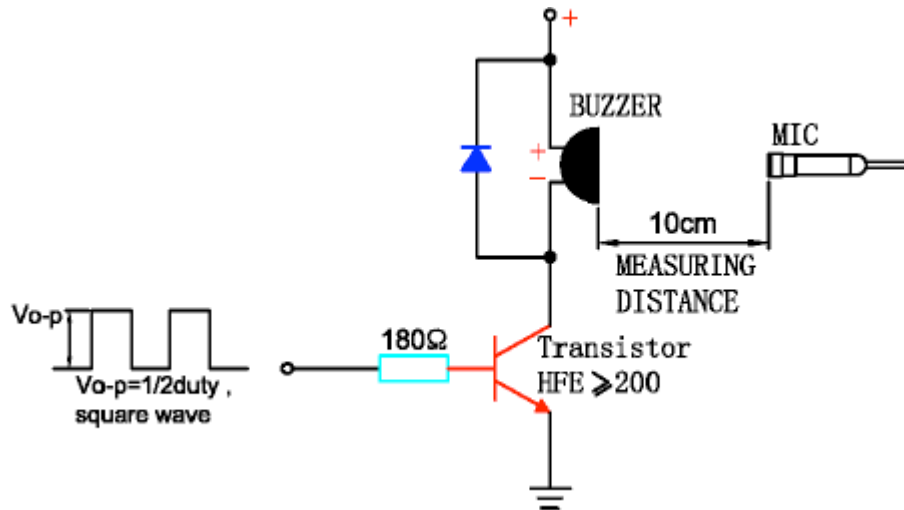 +
BUZZER
MIC
+
−
10cm
MEASURING
DISTANCE
Vo-p
180Ω
Transistor
HFE ⩾200
Vo-p=1/2duty ,
square wave